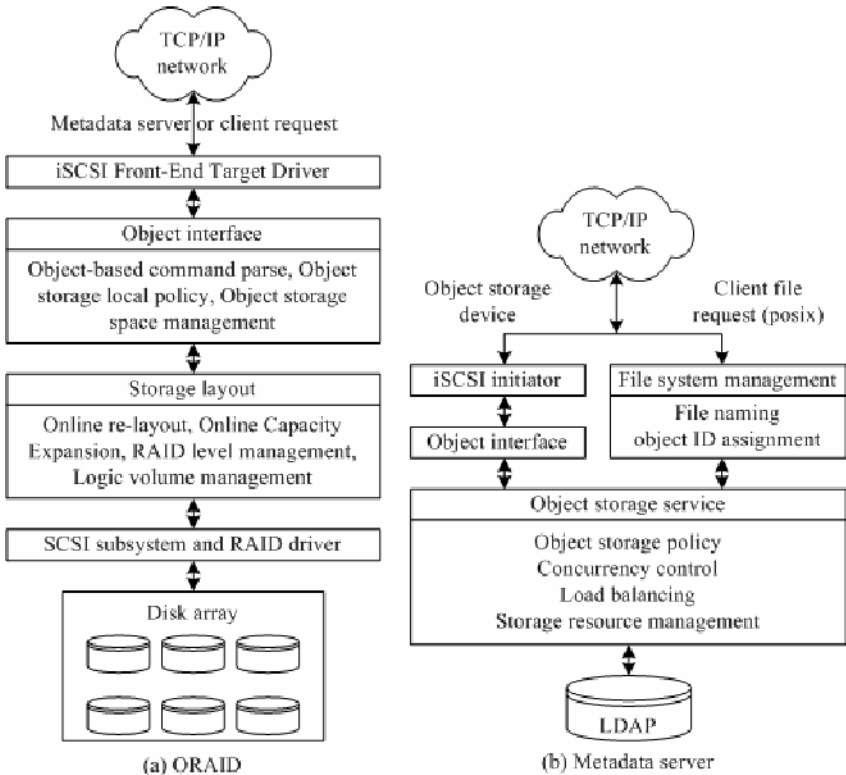 TCP/IP
network
Metadata server or client request
iSCSI Front-End Target Driver
Object interface
Object-based command parse, Object
storage local policy, Object storage
space management
Storage layout
Online re-layout, Online Capacity
Expansion, RAID level management,
Logic volume management
SCSI subsystem and RAID driver
Disk array
(a) ORAID
TCP/IP
network
Object storage
device
Client file
request (posix)
iSCSI initiator
Object interface
File system management
File naming
object ID assignment
Object storage service
Object storage policy
Concurrency control
Load balancing
Storage resource management
LDAP
(b) Metadata server